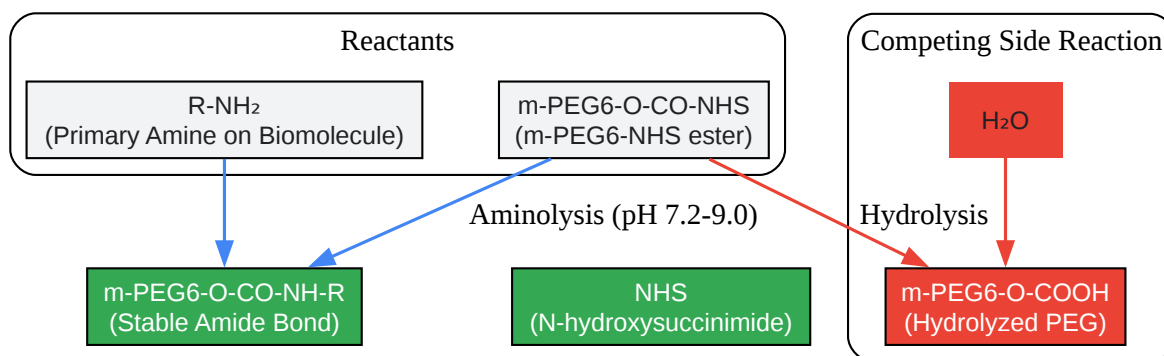 Reactants
Competing Side Reaction
R-NH₂
(Primary Amine on Biomolecule)
m-PEG6-O-CO-NHS
(m-PEG6-NHS ester)
H₂O
Aminolysis (pH 7.2-9.0)
Hydrolysis
m-PEG6-O-CO-NH-R
(Stable Amide Bond)
NHS
(N-hydroxysuccinimide)
m-PEG6-O-COOH
(Hydrolyzed PEG)